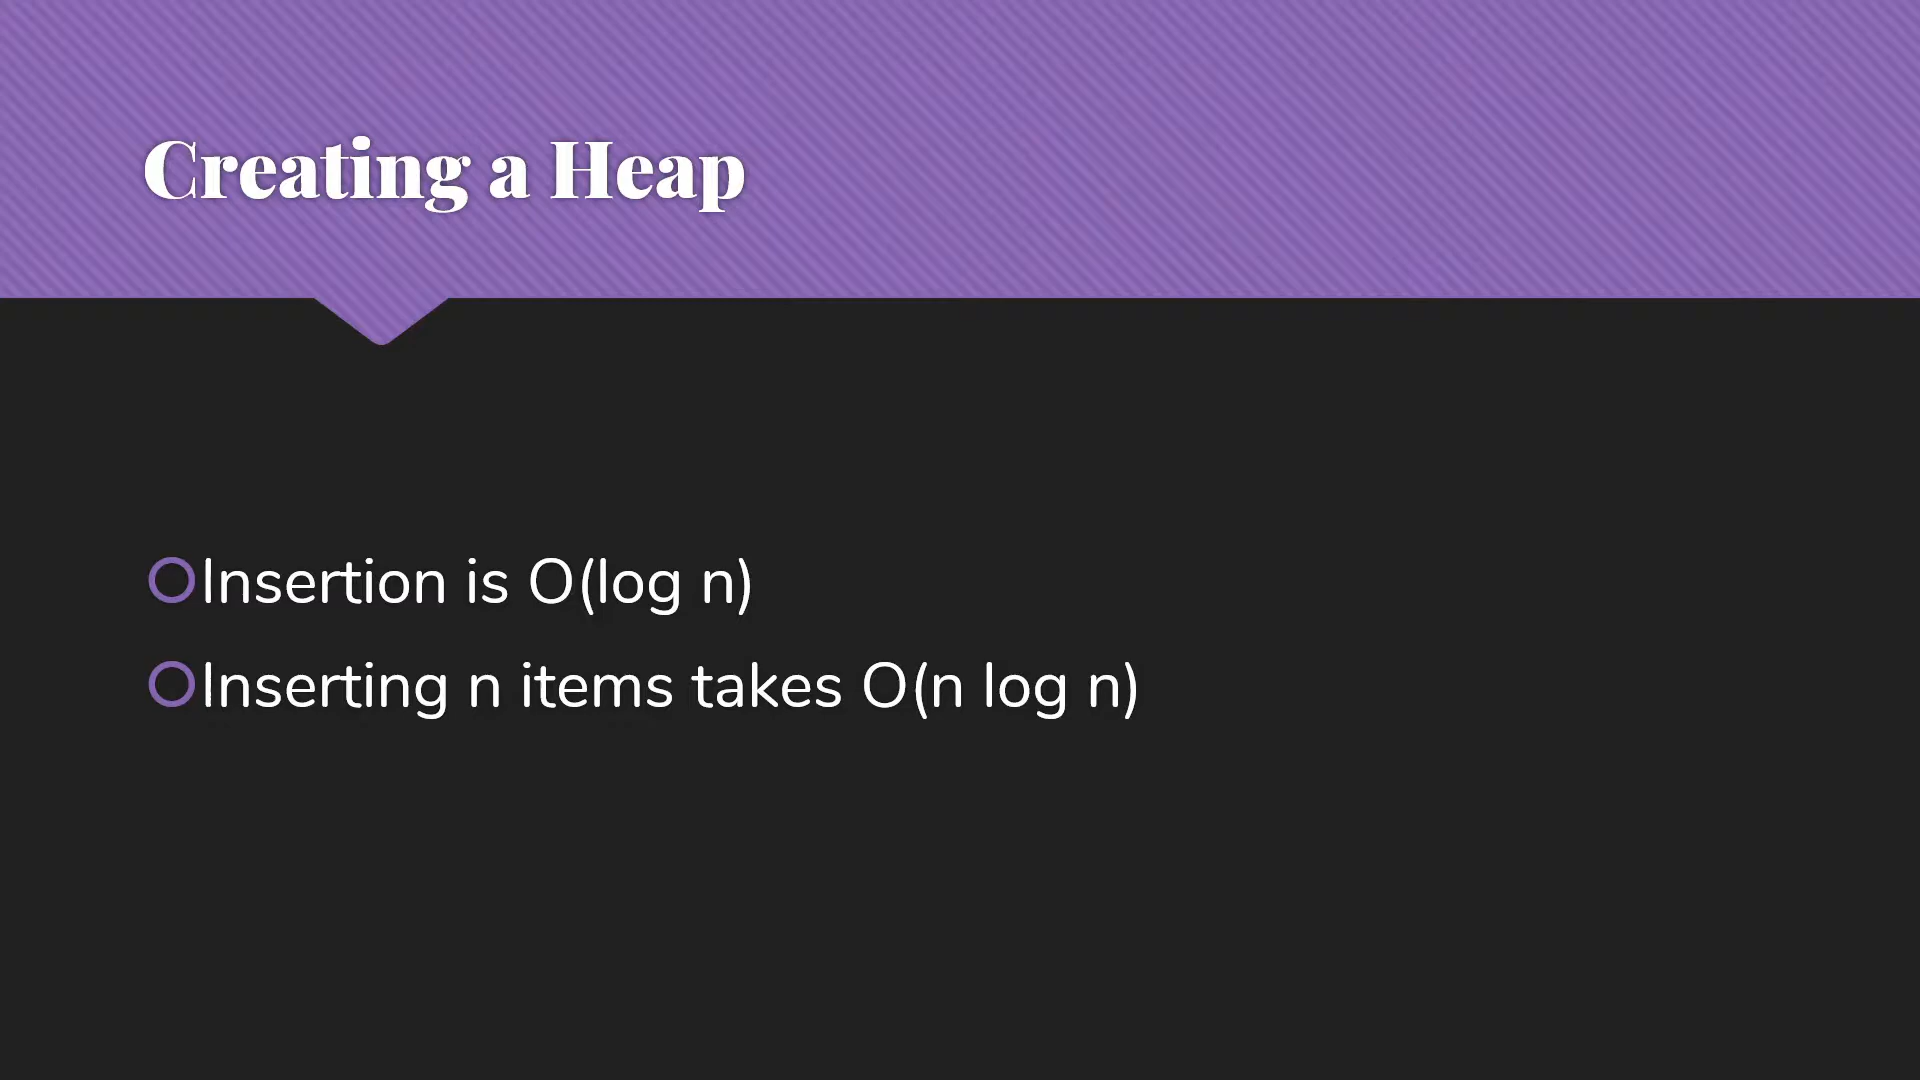 Creating a Heap
Insertion is O(log n)
Inserting n items takes O(n log n)